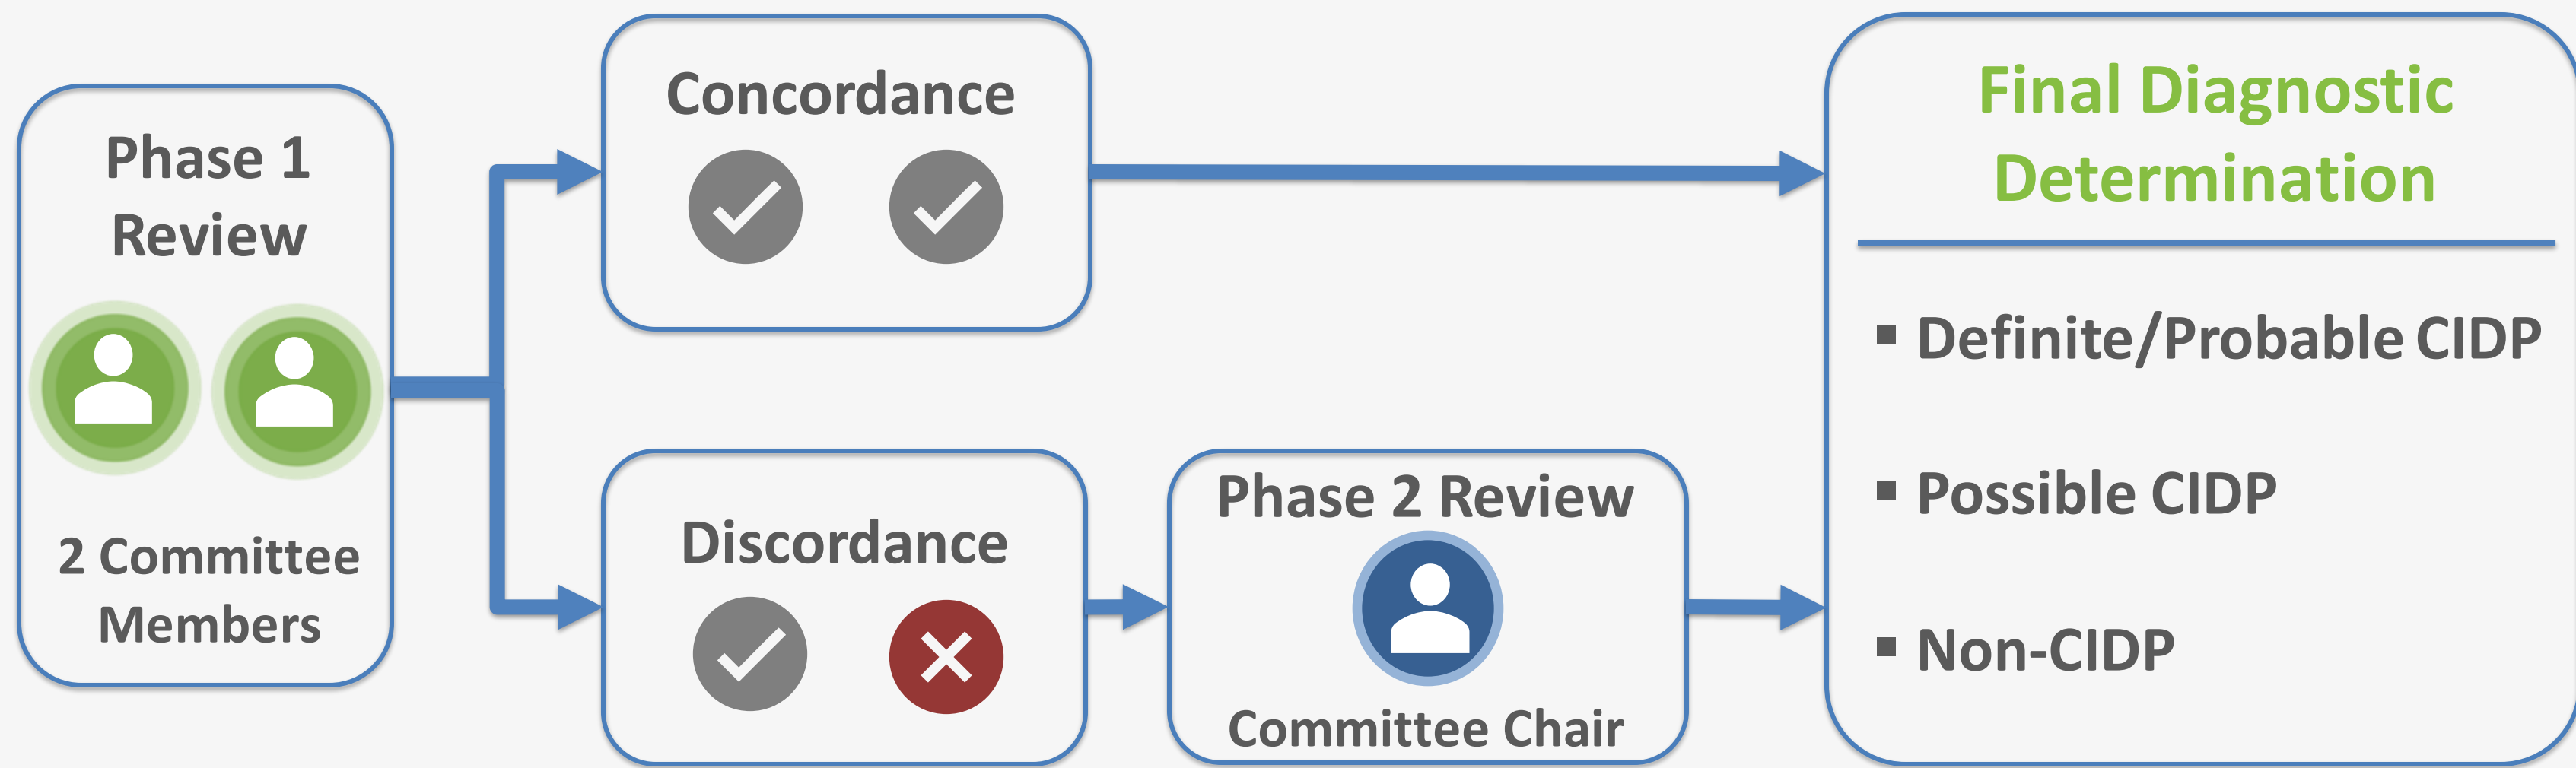 Phase 1
Review
2 Committee
Members
Concordance
Discordance
Phase 2 Review
Committee Chair
Final Diagnostic
Determination
▪ Definite/Probable CIDP
▪ Possible CIDP
▪ Non-CIDP